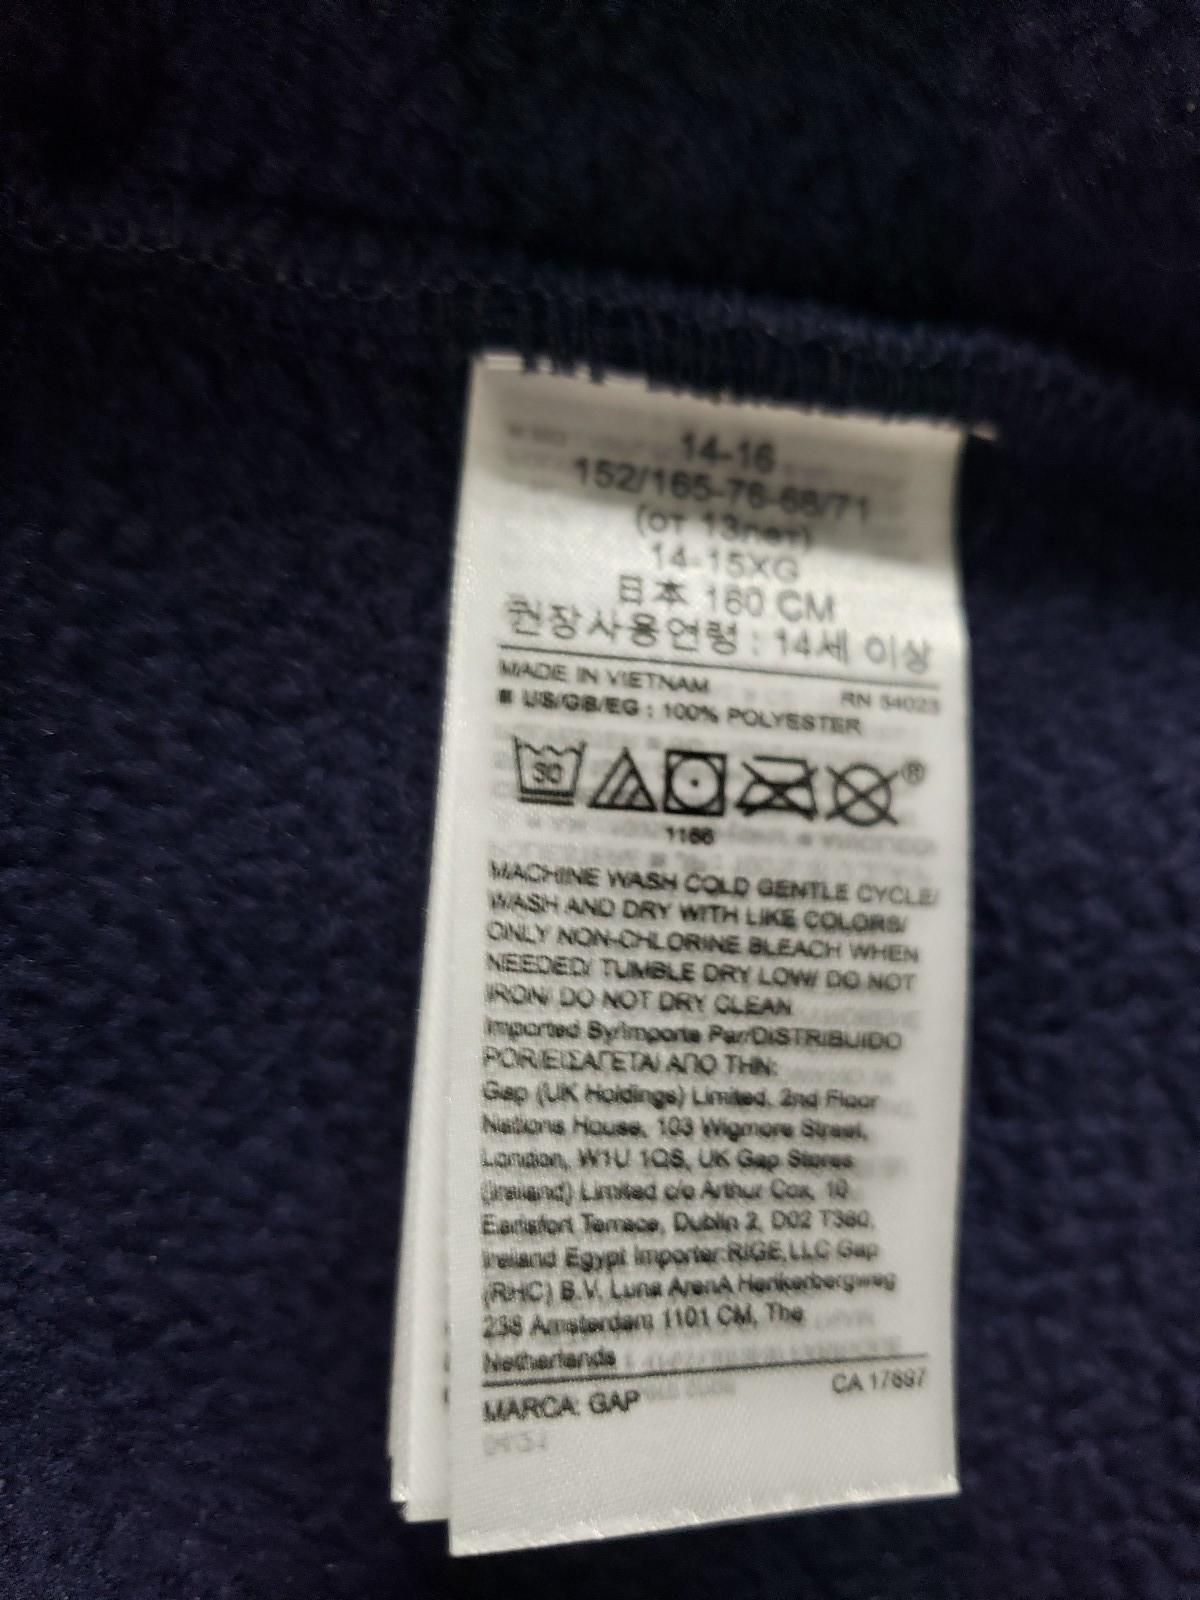 14-16
152/165-76-68/71
(от 13лет)
14-15XG
日本 160 CM
권장사용연령 : 14세 이상
MADE IN VIETNAM RN 54023
US/GB/EG : 100% POLYESTER
30
®
1166
MACHINE WASH COLD GENTLE CYCLE/
WASH AND DRY WITH LIKE COLORS/
ONLY NON-CHLORINE BLEACH WHEN
NEEDED/ TUMBLE DRY LOW/ DO NOT
IRON/ DO NOT DRY CLEAN
Imported By/Importe Par/DISTRIBUIDO
POR/ΕΙΣΑΓΕΤΑΙ ΑΠΟ ΤΗΝ:
Gap (UK Holdings) Limited, 2nd Floor
Nations House, 103 Wigmore Street,
London, W1U 1QS, UK Gap Stores
(Ireland) Limited c/o Arthur Cox, 10
Earlsfort Terrace, Dublin 2, D02 T380,
Ireland Egypt Importer:RIGE,LLC Gap
(RHC) B.V. Luna ArenA Herikerbergweg
238 Amsterdam 1101 CM, The
Netherlands
MARCA: GAP CA 17897